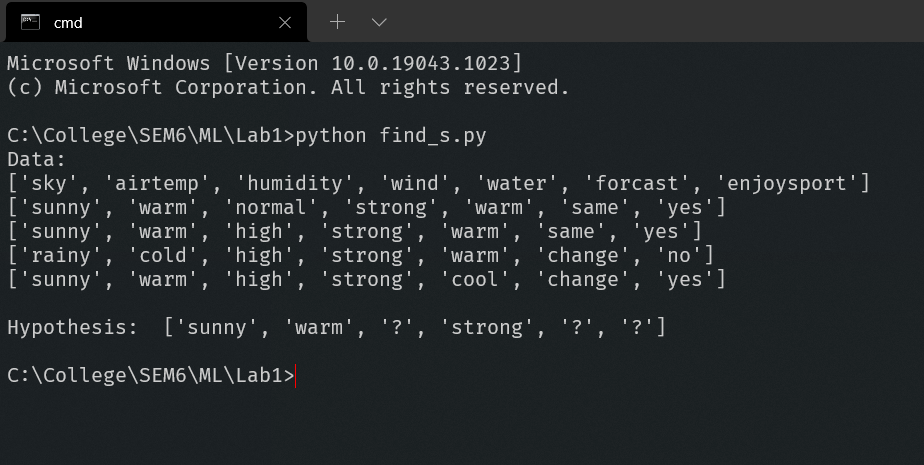 cmd
Microsoft Windows [Version 10.0.19043.1023]
(c) Microsoft Corporation. All rights reserved.
C:\College\SEM6\ML\Lab1>python find_s.py
Data:
['sky', 'airtemp', 'humidity', 'wind', 'water', 'forcast', 'enjoysport']
['sunny', 'warm', 'normal', 'strong', 'warm', 'same', 'yes']
['sunny', 'warm', 'high', 'strong', 'warm', 'same', 'yes']
['rainy', 'cold', 'high', 'strong', 'warm', 'change', 'no']
['sunny', 'warm', 'high', 'strong', 'cool', 'change', 'yes']
Hypothesis:  ['sunny', 'warm', '?', 'strong', '?', '?']
C:\College\SEM6\ML\Lab1>